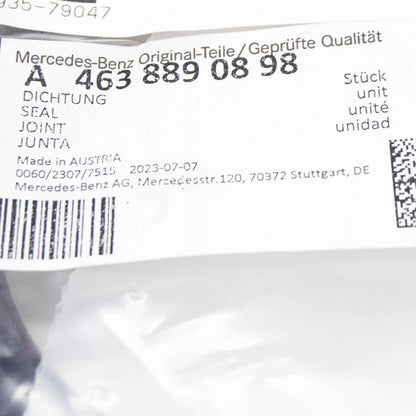 935-79047
Mercedes-Benz Original-Teile/Geprüfte Qualität
A 463 889 08 98
DICHTUNG
SEAL
JOINT
JUNTA
Stück
unit
unité
unidad
Made in AUSTRIA
0060/2307/7515 2023-07-07
Mercedes-Benz AG, Mercedesstr.120, 70372 Stuttgart, DE